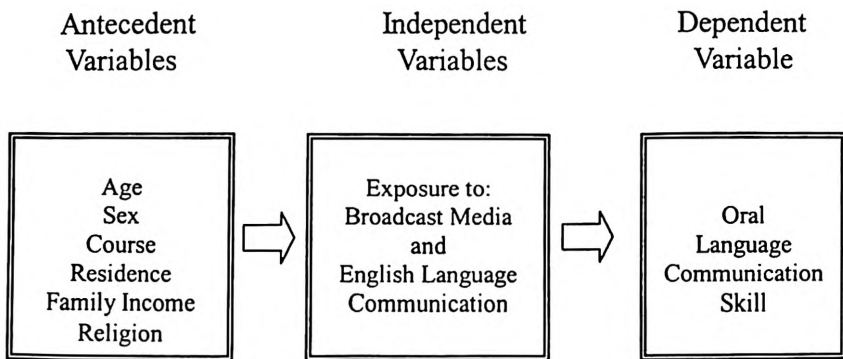 Antecedent
Variables
Independent
Variables
Dependent
Variable
Age
Sex
Course
Residence
Family Income
Religion
Exposure to:
Broadcast Media
and
English Language
Communication
Oral
Language
Communication
Skill